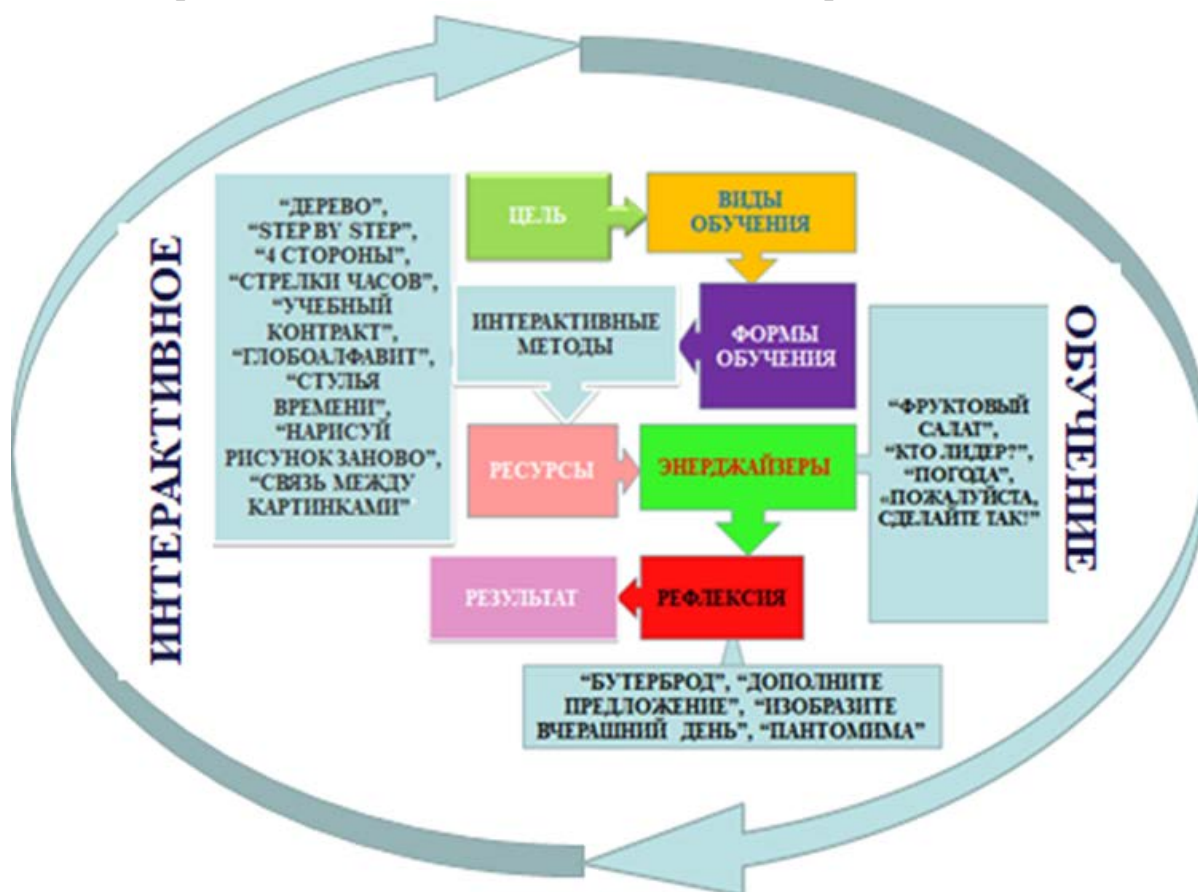 ИНТЕРАКТИВНОЕ
“ДЕРЕВО”,
“STEP BY STEP”,
“4 СТОРОНЫ”,
“СТРЕЛКИ ЧАСОВ”,
“УЧЕБНЫЙ
КОНТРАКТ”,
“ГЛОБОАЛФАВИТ”,
“СТУЛЬЯ
ВРЕМЕНИ”,
“НАРИСУЙ
РИСУНОК ЗАНОВО”,
“СВЯЗЬ МЕЖДУ
КАРТИНКАМИ”
ЦЕЛЬ
ВИДЫ
ОБУЧЕНИЯ
ФОРМЫ
ОБУЧЕНИЯ
ИНТЕРАКТИВНЫЕ
МЕТОДЫ
РЕСУРСЫ
ЭНЕРДЖАЙЗЕРЫ
“ФРУКТОВЫЙ
САЛАТ”,
“КТО ЛИДЕР?”,
“ПОГОДА”,
«ПОЖАЛУЙСТА,
СДЕЛАЙТЕ ТАК!”
РЕФЛЕКСИЯ
РЕЗУЛЬТАТ
“БУТЕРБРОД”, “ДОПОЛНИТЕ
ПРЕДЛОЖЕНИЕ”, “ИЗОБРАЗИТЕ
ВЧЕРАШНИЙ ДЕНЬ”, “ПАНТОМИМА”
ОБУЧЕНИЕ